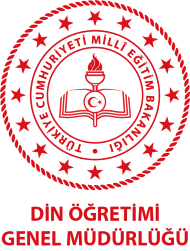 TÜRKİYE CUMHURİYETİ MİLLÎ EĞİTİM BAKANLIĞI
DİN ÖĞRETİMİ
GENEL MÜDÜRLÜĞÜ